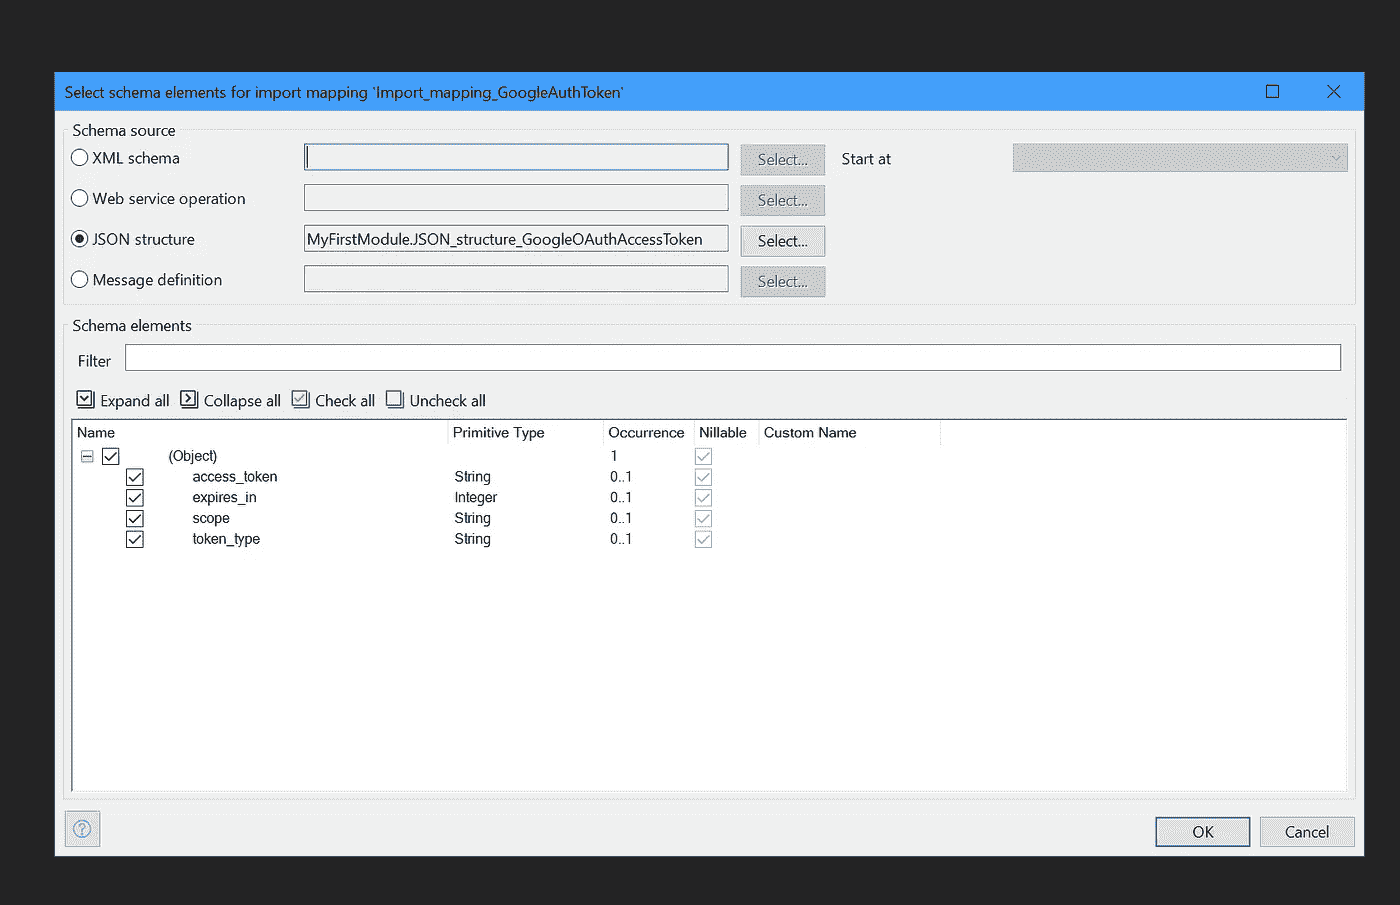 Select schema elements for import mapping 'Import_mapping_GoogleAuthToken'
Schema source
XML schema Select... Start at
Web service operation Select...
JSON structure MyFirstModule.JSON_structure_GoogleOAuthAccessToken Select...
Message definition Select...
Schema elements
Filter
Expand all Collapse all Check all Uncheck all
Name Primitive Type Occurrence Nillable Custom Name
(Object) 1
access_token String 0..1
expires_in Integer 0..1
scope String 0..1
token_type String 0..1
? OK Cancel